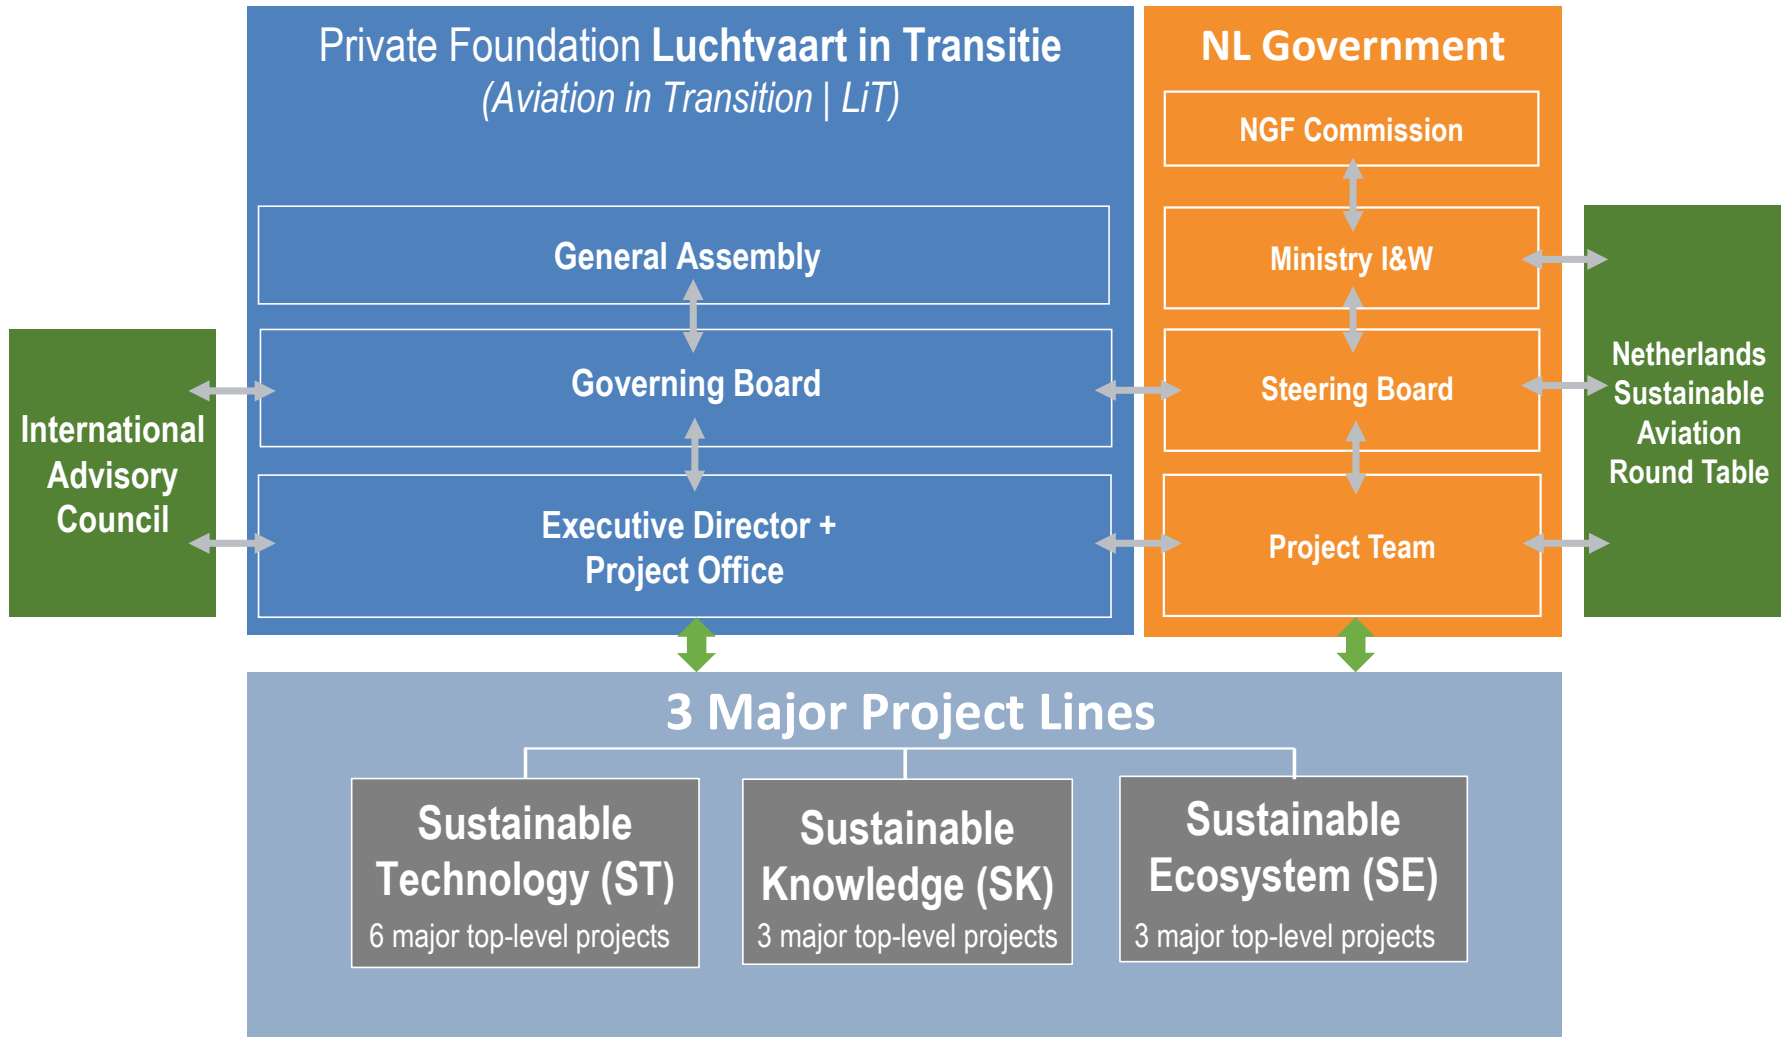 Private Foundation Luchtvaart in Transitie
(Aviation in Transition | LiT)
General Assembly
Governing Board
Executive Director +
Project Office
NL Government
NGF Commission
Ministry I&W
Steering Board
Project Team
International
Advisory
Council
Netherlands
Sustainable
Aviation
Round Table
3 Major Project Lines
Sustainable
Technology (ST)
6 major top-level projects
Sustainable
Knowledge (SK)
3 major top-level projects
Sustainable
Ecosystem (SE)
3 major top-level projects